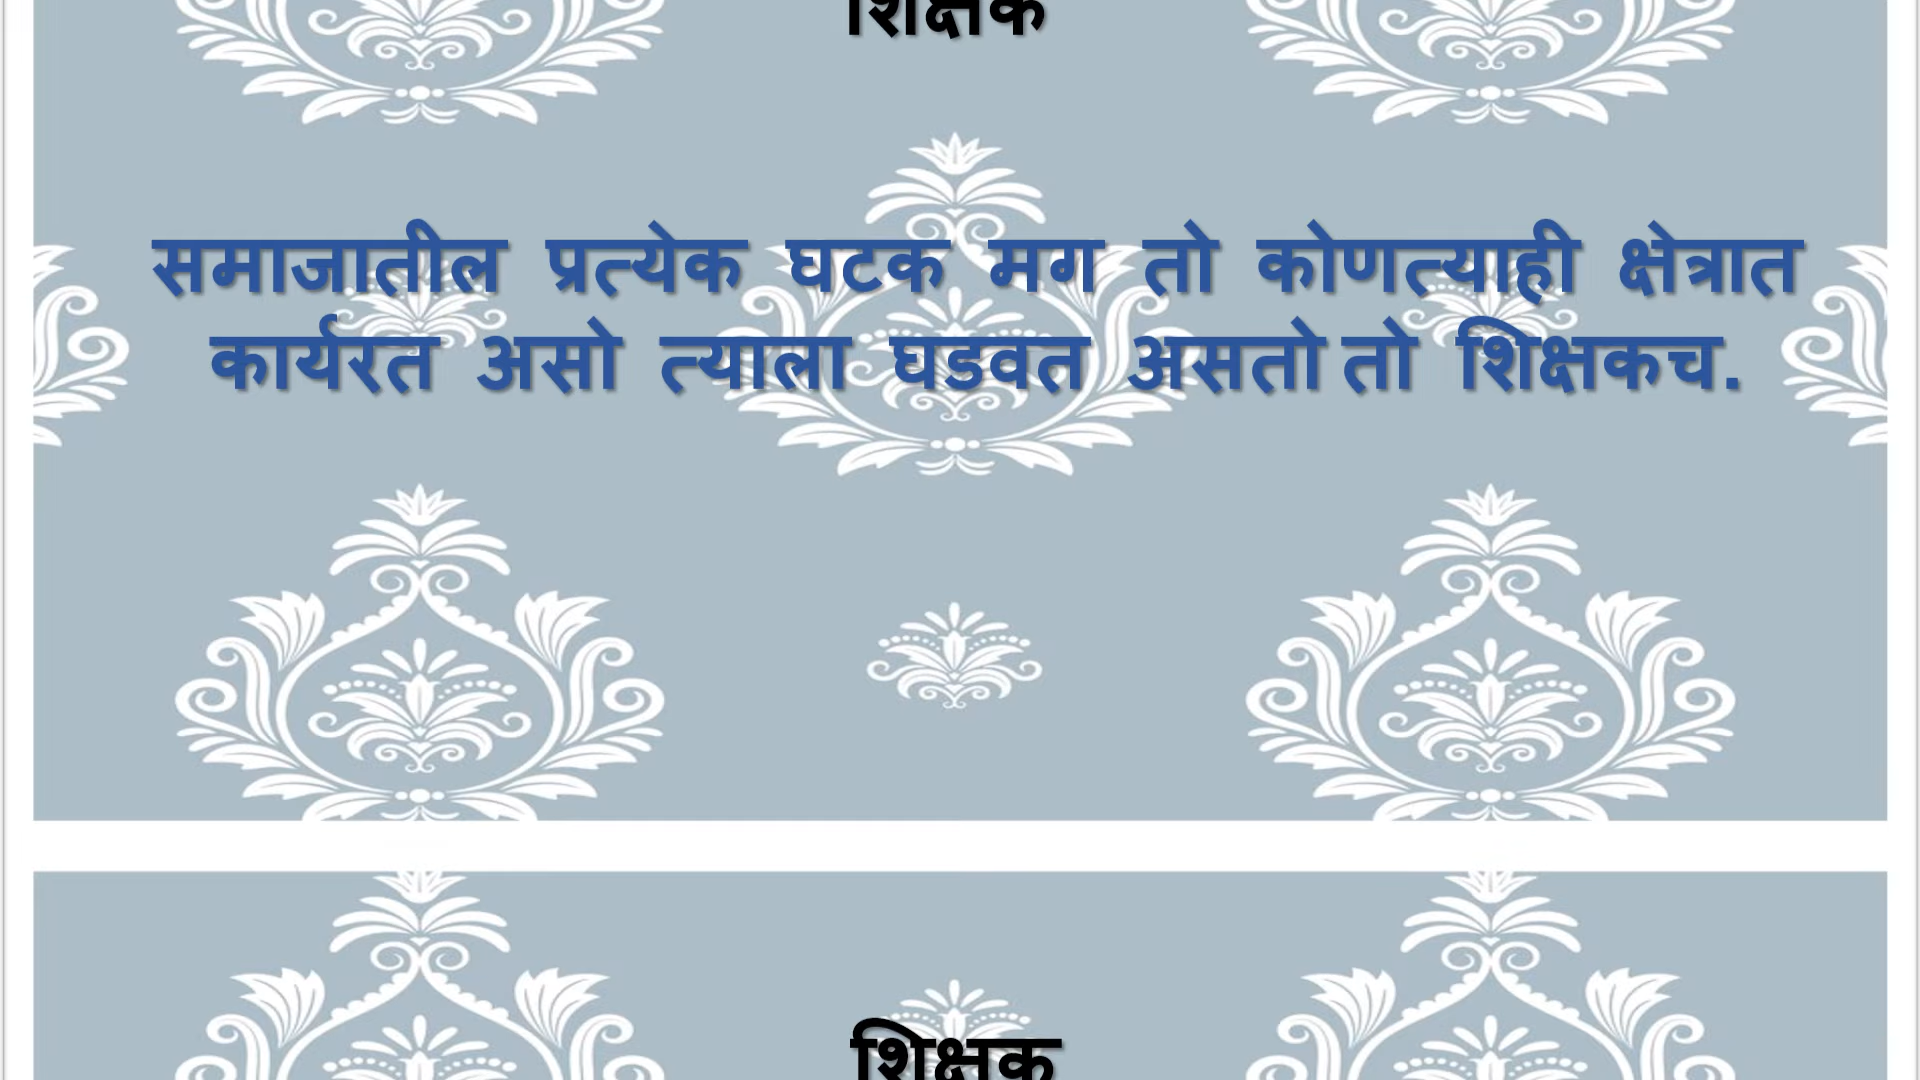 शिक्षक
समाजातील प्रत्येक घटक मग तो कोणत्याही क्षेत्रात
कार्यरत असो त्याला घडवत असतो तो शिक्षकच.
शिक्षक